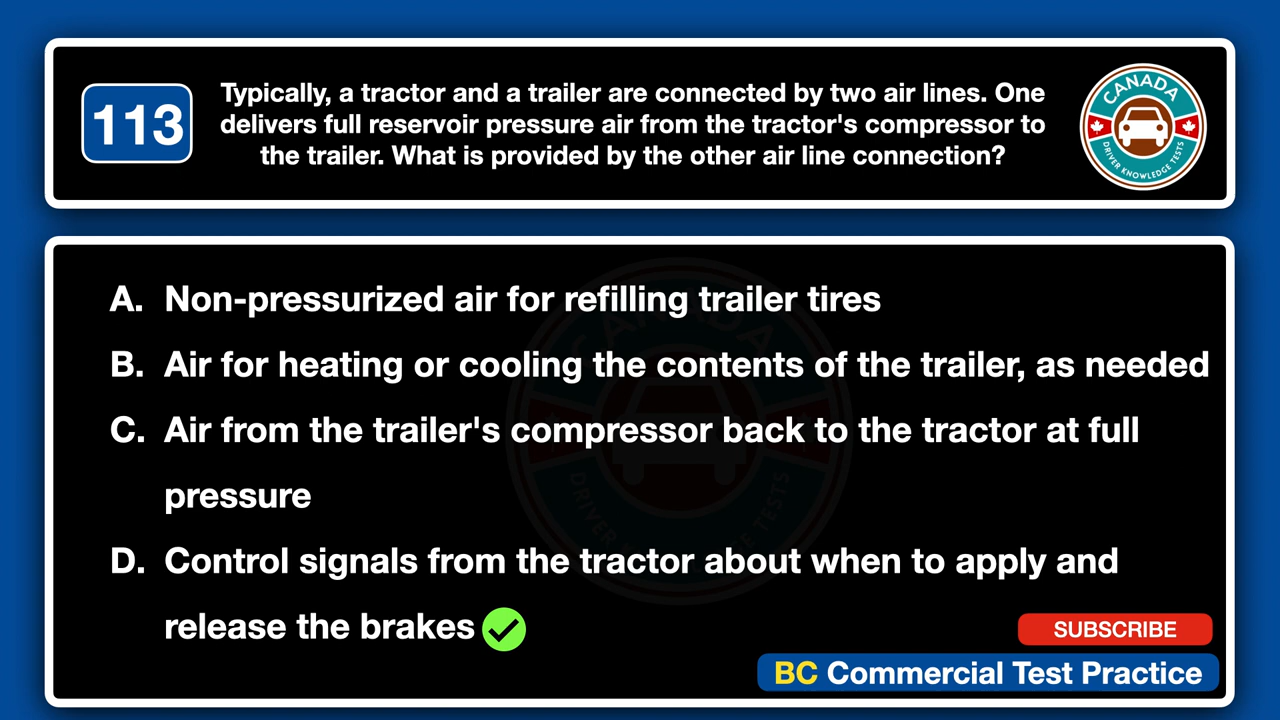 113
Typically, a tractor and a trailer are connected by two air lines. One
delivers full reservoir pressure air from the tractor's compressor to
the trailer. What is provided by the other air line connection?
CANADA
DRIVER KNOWLEDGE TESTS
A. Non-pressurized air for refilling trailer tires
B. Air for heating or cooling the contents of the trailer, as needed
C. Air from the trailer's compressor back to the tractor at full
pressure
D. Control signals from the tractor about when to apply and
release the brakes
CANADA
DRIVER KNOWLEDGE TESTS
SUBSCRIBE
BC Commercial Test Practice